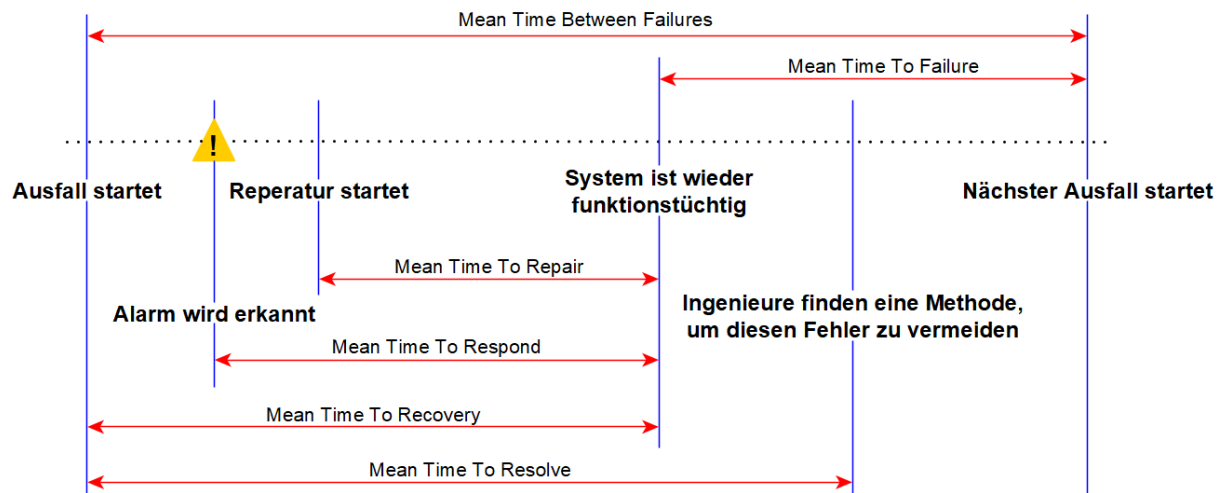 Mean Time Between Failures
Mean Time To Failure
!
Ausfall startet
Reperatur startet
System ist wieder
funktionstüchtig
Nächster Ausfall startet
Mean Time To Repair
Alarm wird erkannt
Ingenieure finden eine Methode,
um diesen Fehler zu vermeiden
Mean Time To Respond
Mean Time To Recovery
Mean Time To Resolve